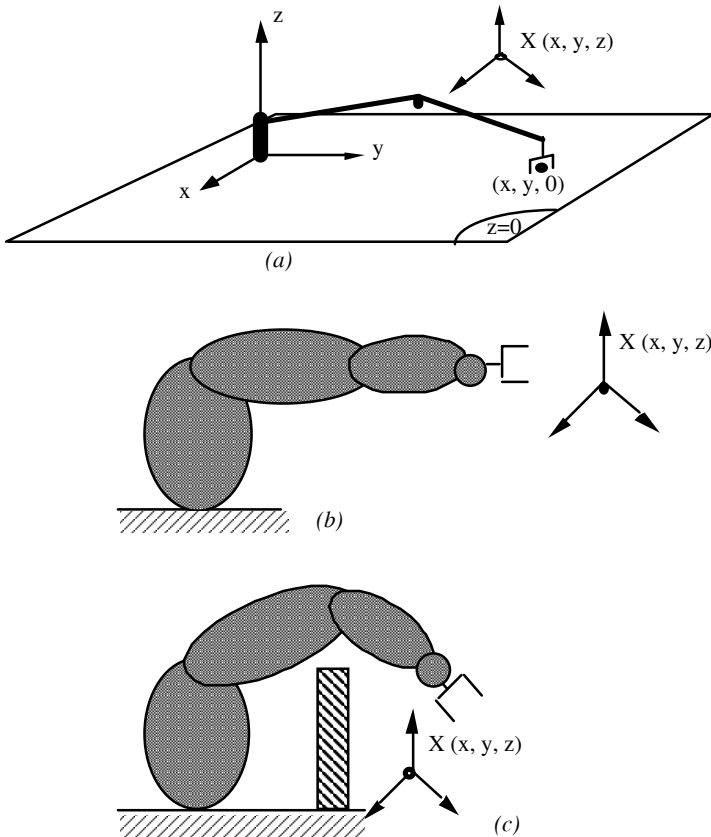 z
X (x, y, z)
y
x
(x, y, 0)
z=0
(a)
X (x, y, z)
(b)
X (x, y, z)
(c)